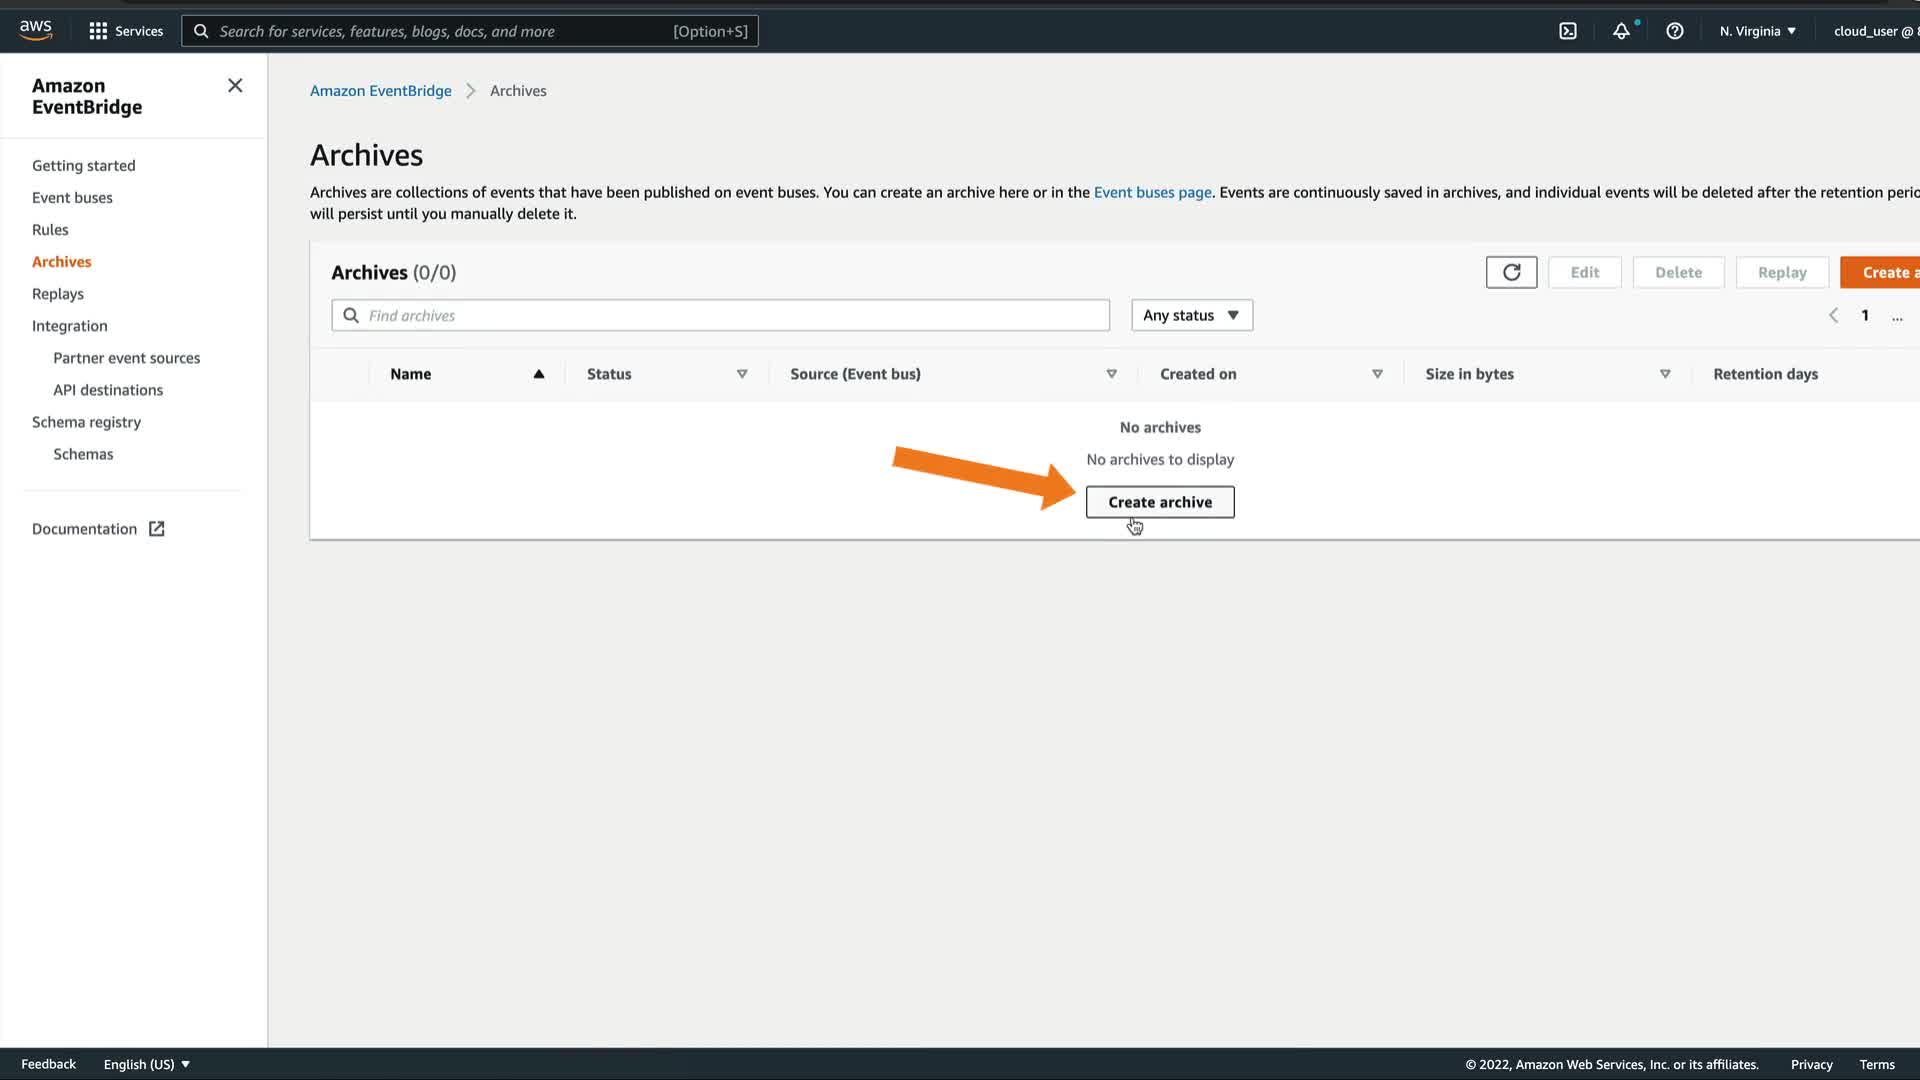 aws
Services
Search for services, features, blogs, docs, and more
[Option+S]
N. Virginia
cloud_user @
Amazon
EventBridge
Getting started
Event buses
Rules
Archives
Replays
Integration
Partner event sources
API destinations
Schema registry
Schemas
Documentation
Amazon EventBridge
Archives
Archives
Archives are collections of events that have been published on event buses. You can create an archive here or in the Event buses page. Events are continuously saved in archives, and individual events will be deleted after the retention
will persist until you manually delete it.
Archives (0/0)
Edit
Delete
Replay
Create
Find archives
Any status
1
...
Name
Status
Source (Event bus)
Created on
Size in bytes
Retention days
No archives
No archives to display
Create archive
Feedback
English (US)
© 2022, Amazon Web Services, Inc. or its affiliates.
Privacy
Terms